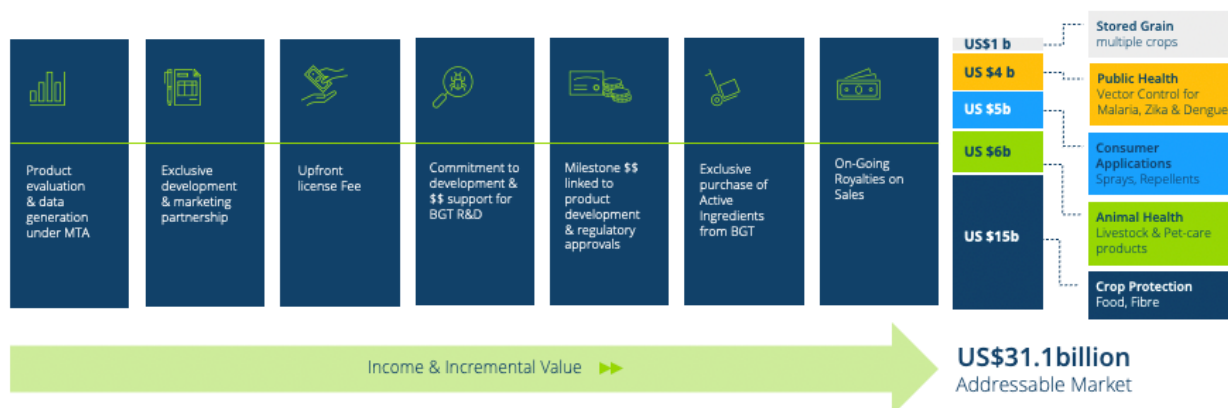 Product
evaluation
& data
generation
under MTA
Exclusive
development
& marketing
partnership
Upfront
license Fee
Commitment to
development &
$$ support for
BGT R&D
Milestone $$
linked to
product
development
& regulatory
approvals
Exclusive
purchase of
Active
Ingredients
from BGT
On-Going
Royalties on
Sales
US$1 b
US $4 b
US $5b
US $6b
US $15b
Stored Grain
multiple crops
Public Health
Vector Control for
Malaria, Zika & Dengue
Consumer
Applications
Sprays, Repellents
Animal Health
Livestock & Pet-care
products
Crop Protection
Food, Fibre
Income & Incremental Value
US$31.1billion
Addressable Market